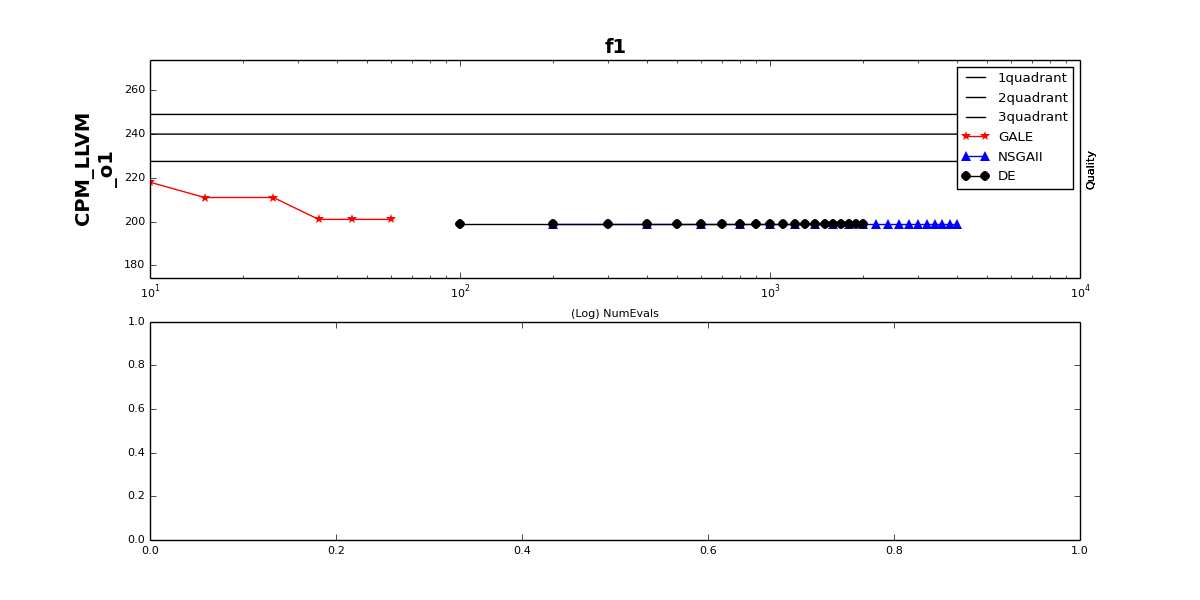 f1
CPM_LLVM
_o1
260
240
220
200
180
1quadrant
2quadrant
3quadrant
GALE
NSGAII
DE
Quality
10^1
10^2
10^3
10^4
(Log) NumEvals
1.0
0.8
0.6
0.4
0.2
0.0
0.0
0.2
0.4
0.6
0.8
1.0